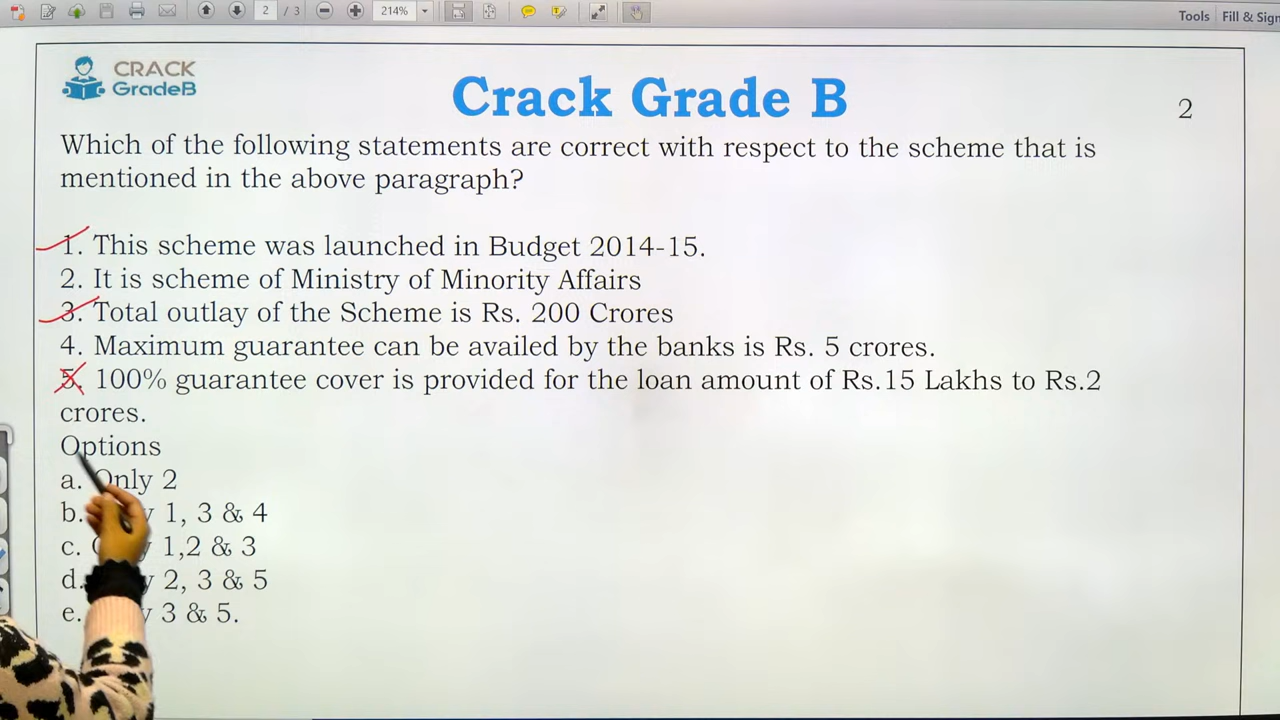 2 / 3
214%
Tools
Fill & Sign
CRACK
GradeB
Crack Grade B
2
Which of the following statements are correct with respect to the scheme that is
mentioned in the above paragraph?
1. This scheme was launched in Budget 2014-15.
2. It is scheme of Ministry of Minority Affairs
3. Total outlay of the Scheme is Rs. 200 Crores
4. Maximum guarantee can be availed by the banks is Rs. 5 crores.
5. 100% guarantee cover is provided for the loan amount of Rs.15 Lakhs to Rs.2
crores.
Options
a. Only 2
b. 1, 3 & 4
c. 1,2 & 3
d. 2, 3 & 5
e. 3 & 5.